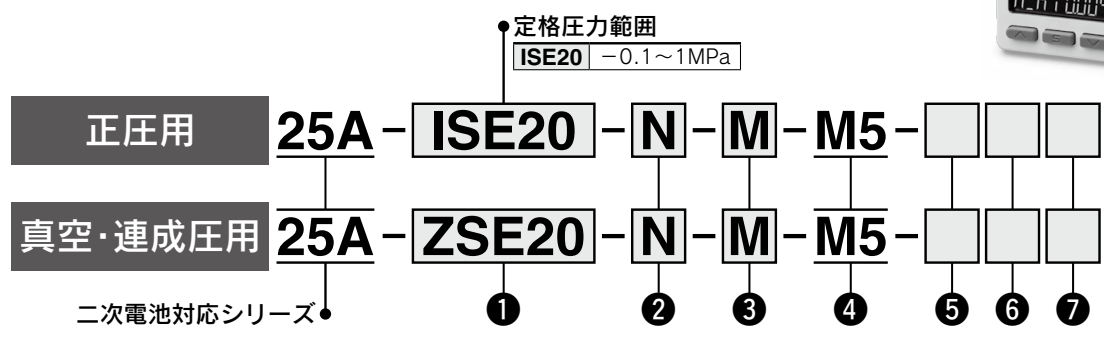 定格圧力範囲
ISE20 －0.1～1MPa
正圧用 25A-ISE20-N-M-M5-
真空・連成圧用 25A-ZSE20-N-M-M5-
二次電池対応シリーズ ❶ ❷ ❸ ❹ ❺ ❻ ❼